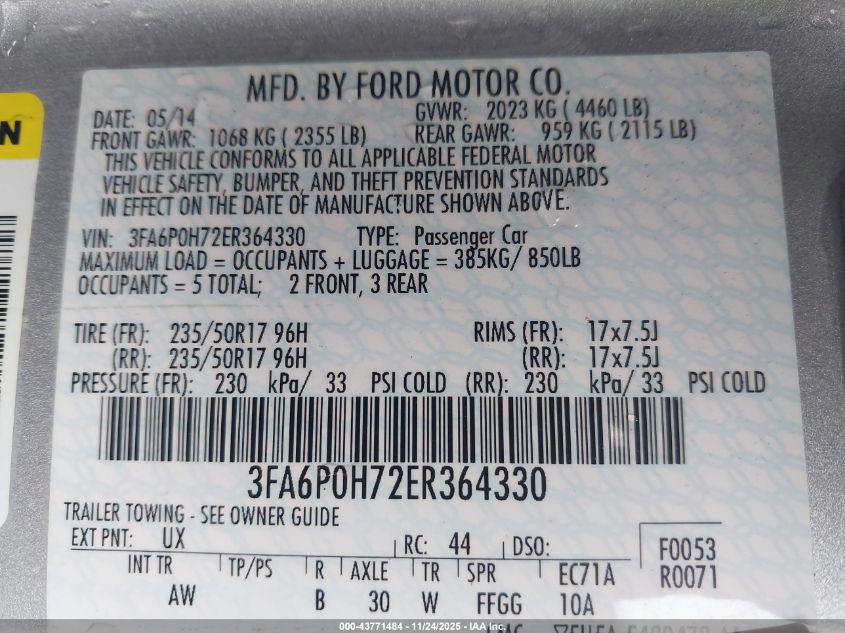 MFD. BY FORD MOTOR CO.
DATE: 05/14 GVWR: 2023 KG ( 4460 LB)
FRONT GAWR: 1068 KG ( 2355 LB) REAR GAWR: 959 KG ( 2115 LB)
THIS VEHICLE CONFORMS TO ALL APPLICABLE FEDERAL MOTOR
VEHICLE SAFETY, BUMPER, AND THEFT PREVENTION STANDARDS
IN EFFECT ON THE DATE OF MANUFACTURE SHOWN ABOVE.
VIN: 3FA6P0H72ER364330 TYPE: Passenger Car
MAXIMUM LOAD = OCCUPANTS + LUGGAGE = 385KG/ 850LB
OCCUPANTS = 5 TOTAL; 2 FRONT, 3 REAR
TIRE (FR): 235/50R17 96H RIMS (FR): 17x7.5J
(RR): 235/50R17 96H (RR): 17x7.5J
PRESSURE (FR): 230 kPa/ 33 PSI COLD (RR): 230 kPa/ 33 PSI COLD
3FA6P0H72ER364330
TRAILER TOWING - SEE OWNER GUIDE
EXT PNT: UX RC: 44 DSO: F0053
INT TR TP/PS R AXLE TR SPR EC71A R0071
AW B 30 W FFGG 10A
000-43771484 - 11/24/2025 - IAA, Inc.